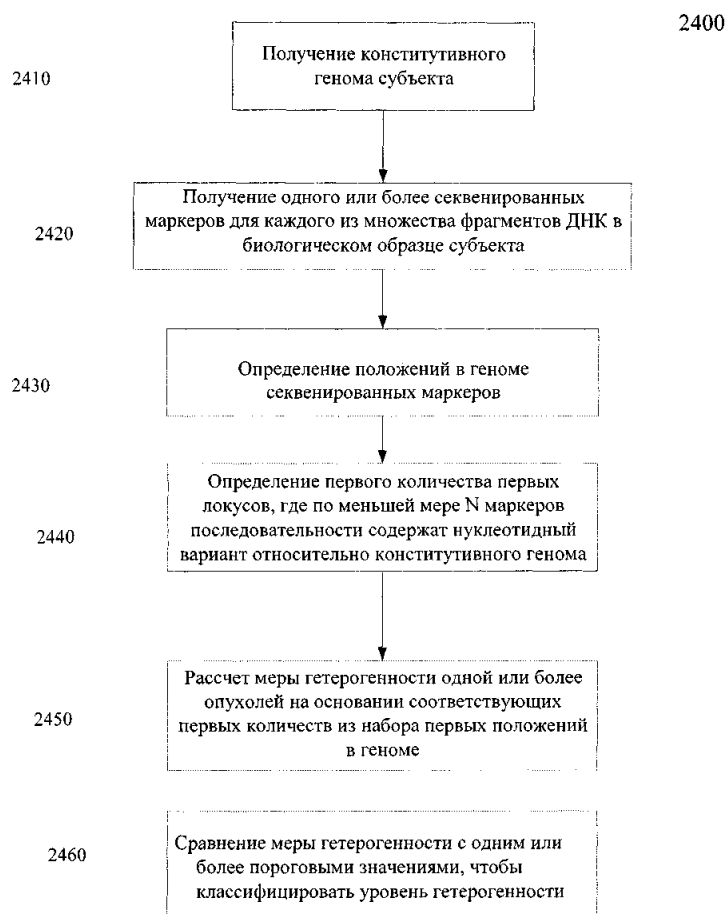 2400
2410
Получение конститутивного
генома субъекта
2420
Получение одного или более секвенированных
маркеров для каждого из множества фрагментов ДНК в
биологическом образце субъекта
2430
Определение положений в геноме
секвенированных маркеров
2440
Определение первого количества первых
локусов, где по меньшей мере N маркеров
последовательности содержат нуклеотидный
вариант относительно конститутивного генома
2450
Рассчет меры гетерогенности одной или более
опухолей на основании соответствующих
первых количеств из набора первых положений
в геноме
2460
Сравнение меры гетерогенности с одним или
более пороговыми значениями, чтобы
классифицировать уровень гетерогенности